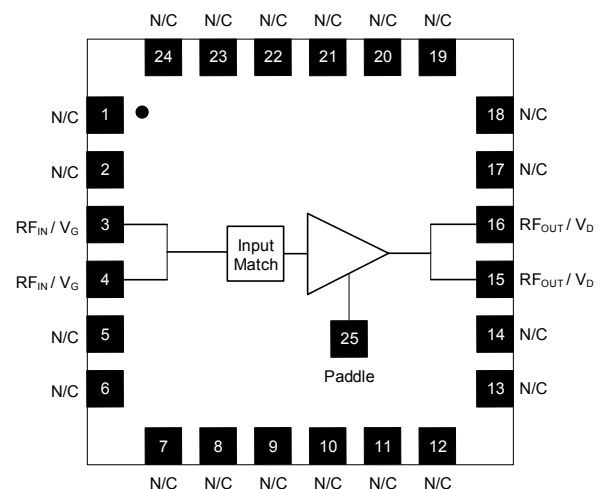 N/C N/C N/C N/C N/C N/C
24 23 22 21 20 19
N/C 1 18 N/C
N/C 2 17 N/C
RFIN / VG 3 16 RFOUT / VD
Input
Match
RFIN / VG 4 15 RFOUT / VD
N/C 5 25 14 N/C
Paddle
N/C 6 13 N/C
7 8 9 10 11 12
N/C N/C N/C N/C N/C N/C